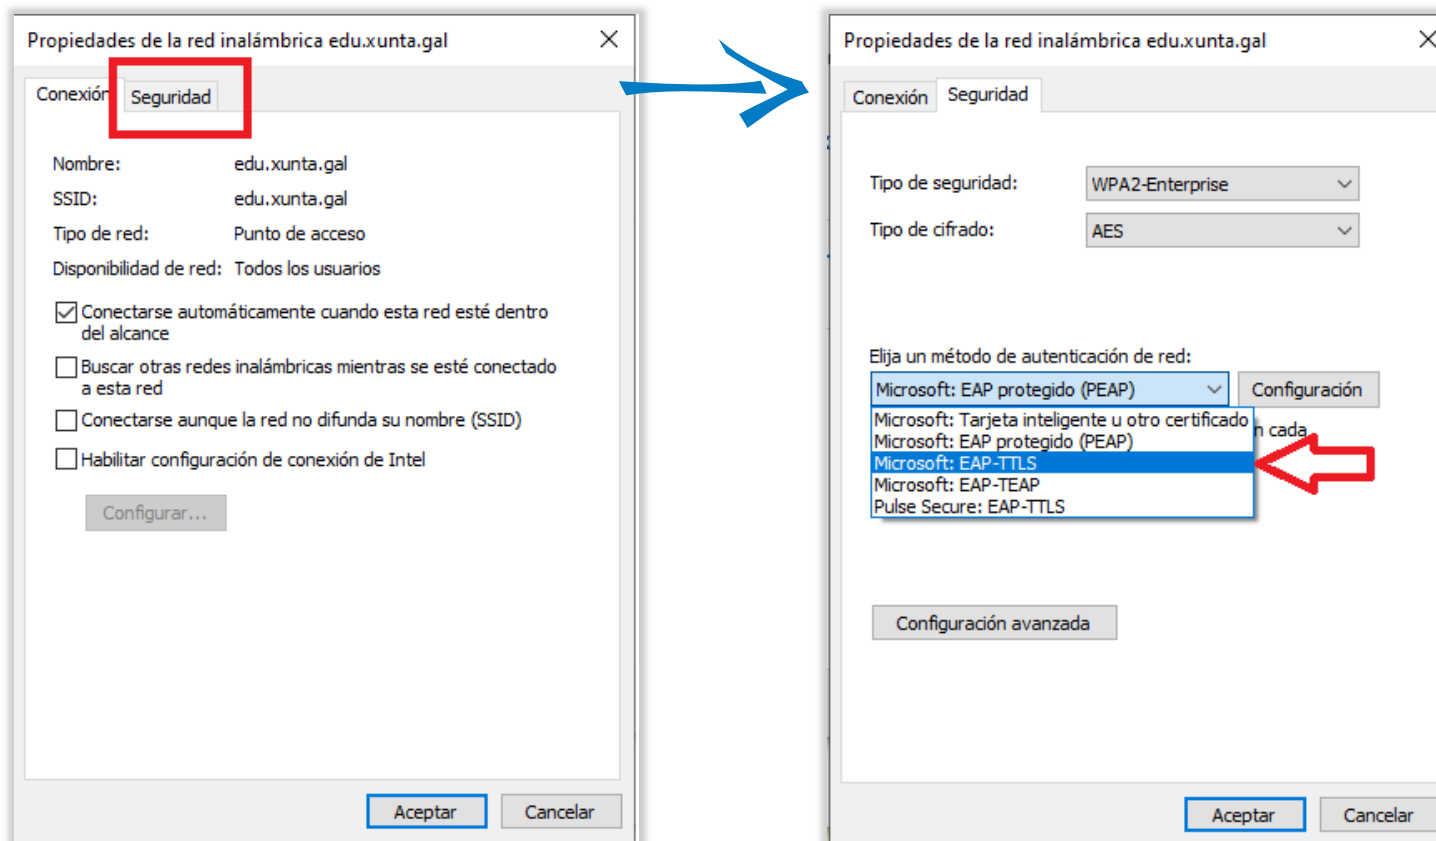 Propiedades de la red inalámbrica edu.xunta.gal
Conexión
Seguridad
Nombre:
edu.xunta.gal
SSID:
edu.xunta.gal
Tipo de red:
Punto de acceso
Disponibilidad de red:
Todos los usuarios
Conectarse automáticamente cuando esta red esté dentro
del alcance
Buscar otras redes inalámbricas mientras se esté conectado
a esta red
Conectarse aunque la red no difunda su nombre (SSID)
Habilitar configuración de conexión de Intel
Configurar...
Aceptar
Cancelar
Propiedades de la red inalámbrica edu.xunta.gal
Conexión
Seguridad
Tipo de seguridad:
WPA2-Enterprise
Tipo de cifrado:
AES
Elija un método de autenticación de red:
Microsoft: EAP protegido (PEAP)
Configuración
Microsoft: Tarjeta inteligente u otro certificado
Microsoft: EAP protegido (PEAP)
n cada
Microsoft: EAP-TTLS
Microsoft: EAP-TEAP
Pulse Secure: EAP-TTLS
Configuración avanzada
Aceptar
Cancelar